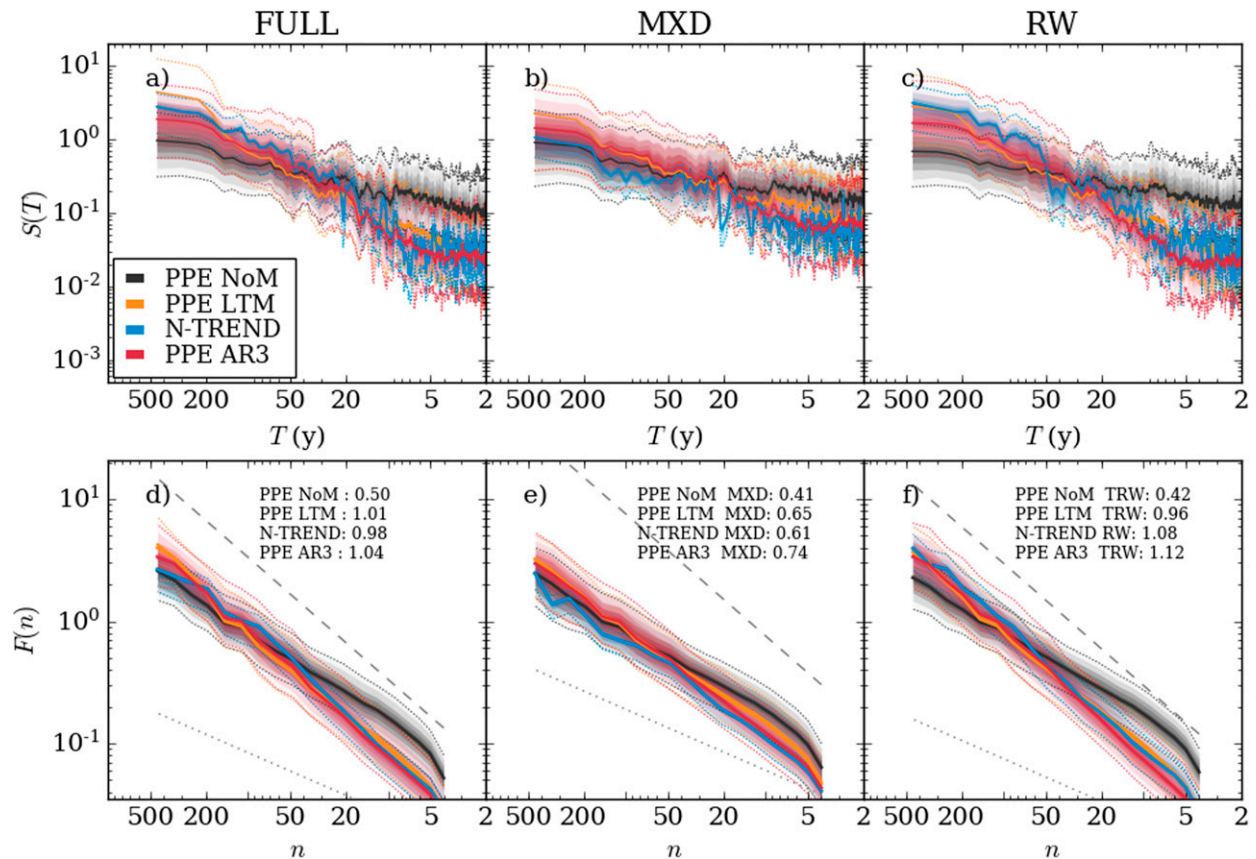 FULL MXD RW
a) b) c)
10^1
10^0
10^-1
10^-2
10^-3
S(T)
PPE NoM
PPE LTM
N-TREND
PPE AR3
500 200 50 20 5 2 500 200 50 20 5 2 500 200 50 20 5 2
T (y) T (y) T (y)
d) e) f)
PPE NoM : 0.50
PPE LTM : 1.01
N-TREND: 0.98
PPE AR3 : 1.04
PPE NoM MXD: 0.41
PPE LTM MXD: 0.65
N-TREND MXD: 0.61
PPE AR3 MXD: 0.74
PPE NoM TRW: 0.42
PPE LTM TRW: 0.96
N-TREND RW: 1.08
PPE AR3 TRW: 1.12
10^1
10^0
10^-1
F(n)
500 200 50 20 5 2 500 200 50 20 5 2 500 200 50 20 5 2
n n n